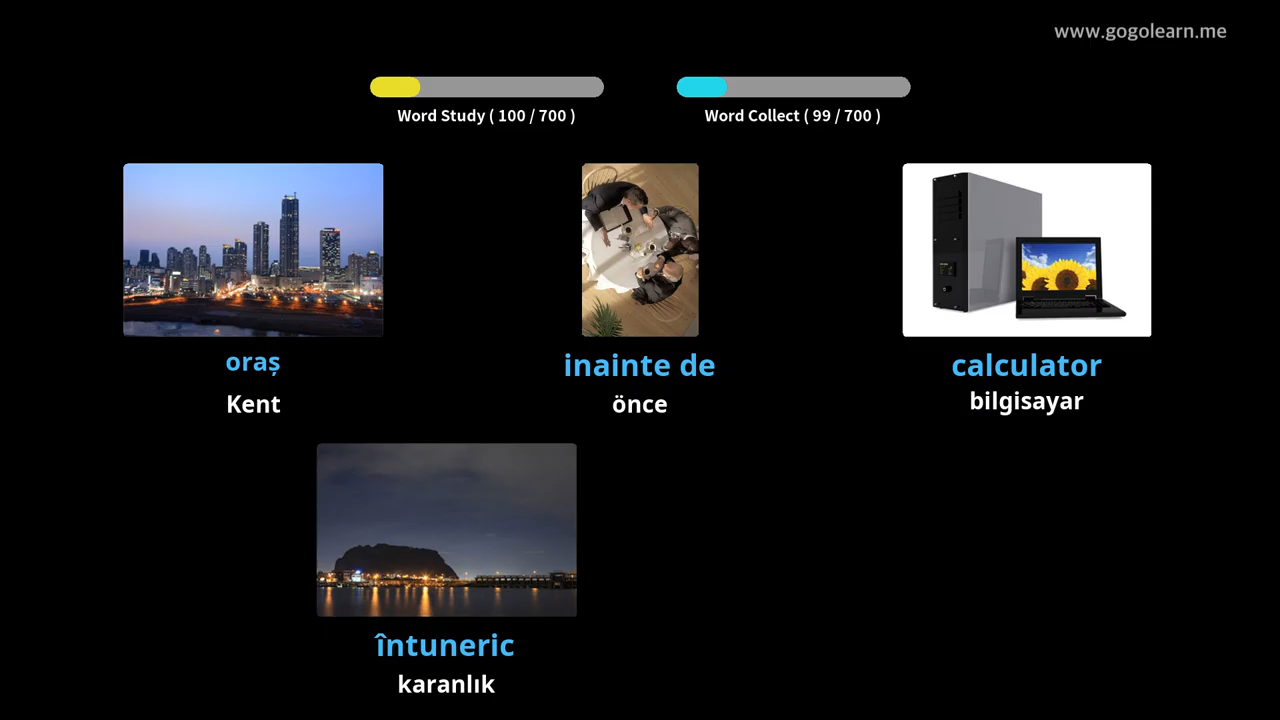 www.gogolearn.me
Word Study ( 100 / 700 )
Word Collect ( 99 / 700 )
oraș
Kent
inainte de
önce
calculator
bilgisayar
întuneric
karanlık